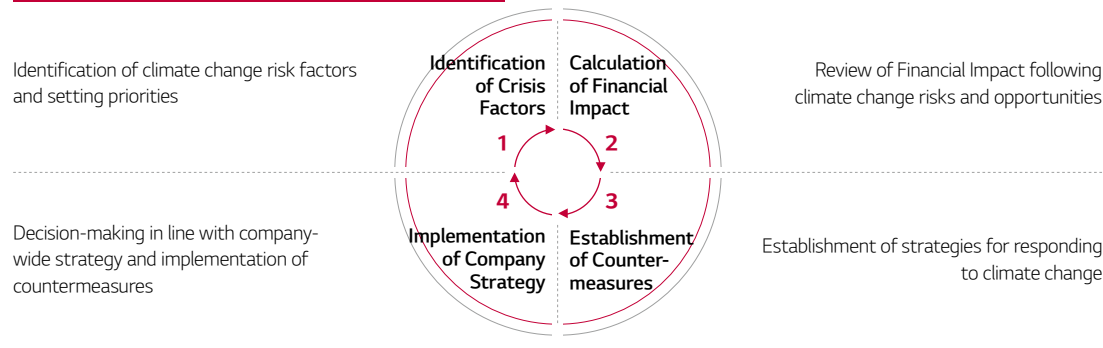 Identification of climate change risk factors
and setting priorities
Identification
of Crisis
Factors
1
Calculation
of Financial
Impact
2
Review of Financial Impact following
climate change risks and opportunities
Decision-making in line with company-
wide strategy and implementation of
countermeasures
4
Implementation
of Company
Strategy
3
Establishment
of Counter-
measures
Establishment of strategies for responding
to climate change